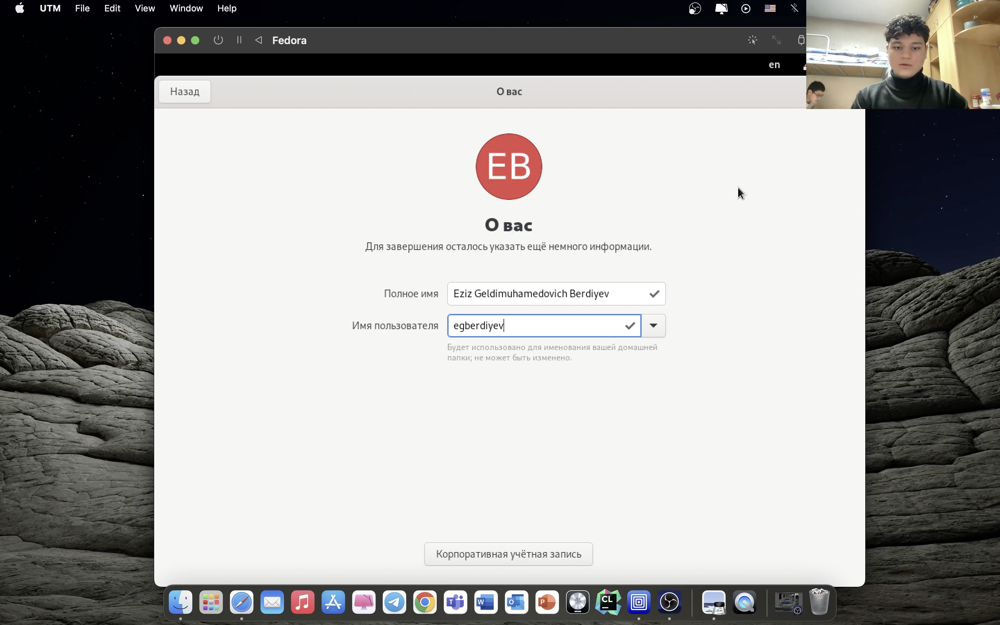 UTM File Edit View Window Help
Fedora
en
Назад
О вас
EB
О вас
Для завершения осталось указать ещё немного информации.
Полное имя
Eziz Geldimuhamedovich Berdiyev
Имя пользователя
egberdiyev
Будет использовано для именования вашей домашней
папки; не может быть изменено.
Корпоративная учётная запись
T W O P CL